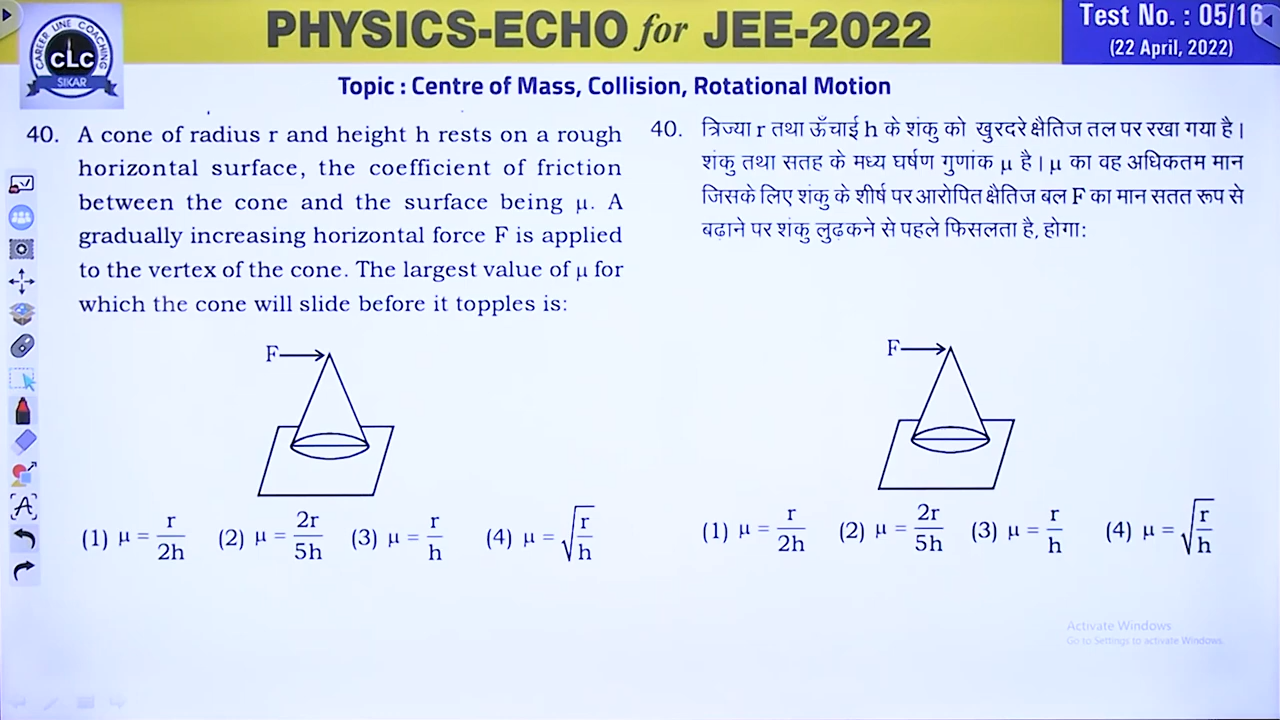 PHYSICS-ECHO for JEE-2022
Test No. : 05/16
(22 April, 2022)
CAREER LINE COACHING
CLC
SIKAR
Topic : Centre of Mass, Collision, Rotational Motion
40. A cone of radius r and height h rests on a rough
horizontal surface, the coefficient of friction
between the cone and the surface being μ. A
gradually increasing horizontal force F is applied
to the vertex of the cone. The largest value of μ for
which the cone will slide before it topples is:
F
(1) μ = r/2h (2) μ = 2r/5h (3) μ = r/h (4) μ = √(r/h)
40. त्रिज्या r तथा ऊँचाई h के शंकु को खुरदरे क्षैतिज तल पर रखा गया है।
शंकु तथा सतह के मध्य घर्षण गुणांक μ है। μ का वह अधिकतम मान
जिसके लिए शंकु के शीर्ष पर आरोपित क्षैतिज बल F का मान सतत रूप से
बढ़ाने पर शंकु लुढ़कने से पहले फिसलता है, होगा:
F
(1) μ = r/2h (2) μ = 2r/5h (3) μ = r/h (4) μ = √(r/h)
Activate Windows
Go to Settings to activate Windows.